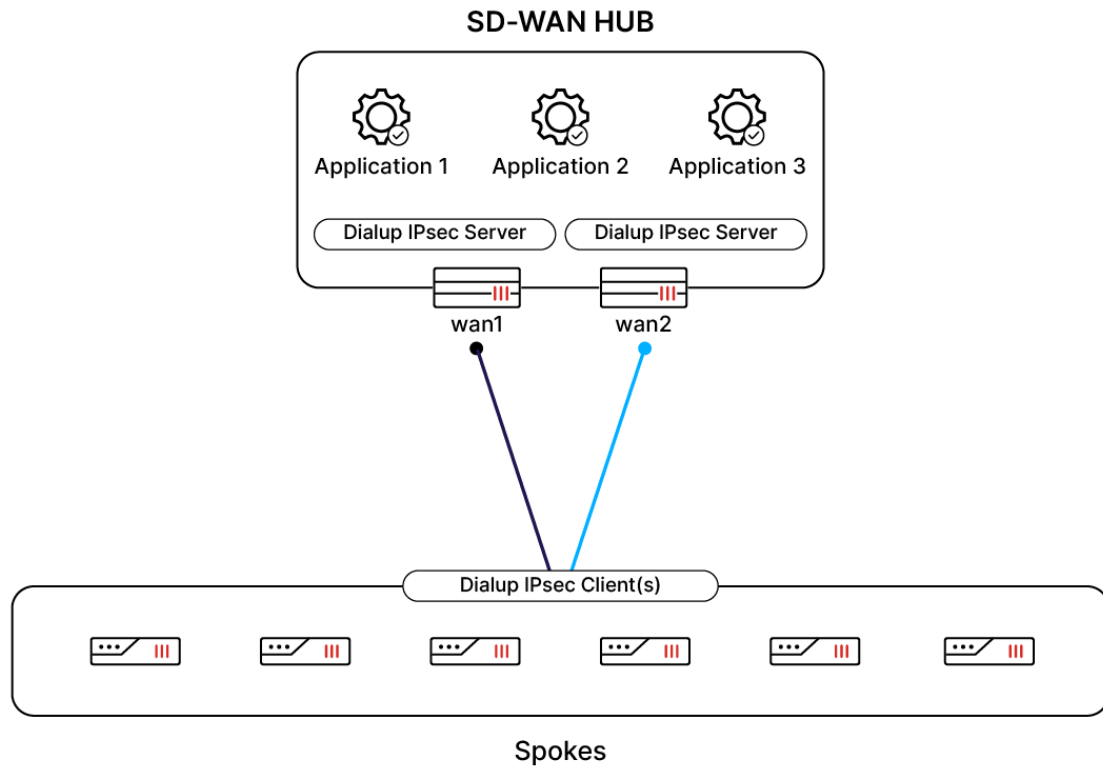 SD-WAN HUB
Application 1
Application 2
Application 3
Dialup IPsec Server
Dialup IPsec Server
wan1
wan2
Dialup IPsec Client(s)
Spokes